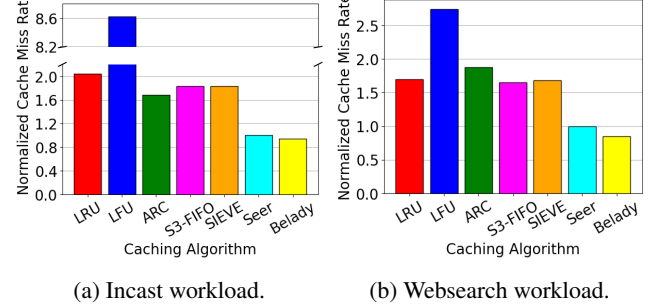 Normalized Cache Miss Rate
8.6
8.2
2.0
1.6
1.2
0.8
0.4
0.0
LRU
LFU
ARC
S3-FIFO
SIEVE
Seer
Belady
Caching Algorithm
(a) Incast workload.
Normalized Cache Miss Rate
2.5
2.0
1.5
1.0
0.5
0.0
LRU
LFU
ARC
S3-FIFO
SIEVE
Seer
Belady
Caching Algorithm
(b) Websearch workload.